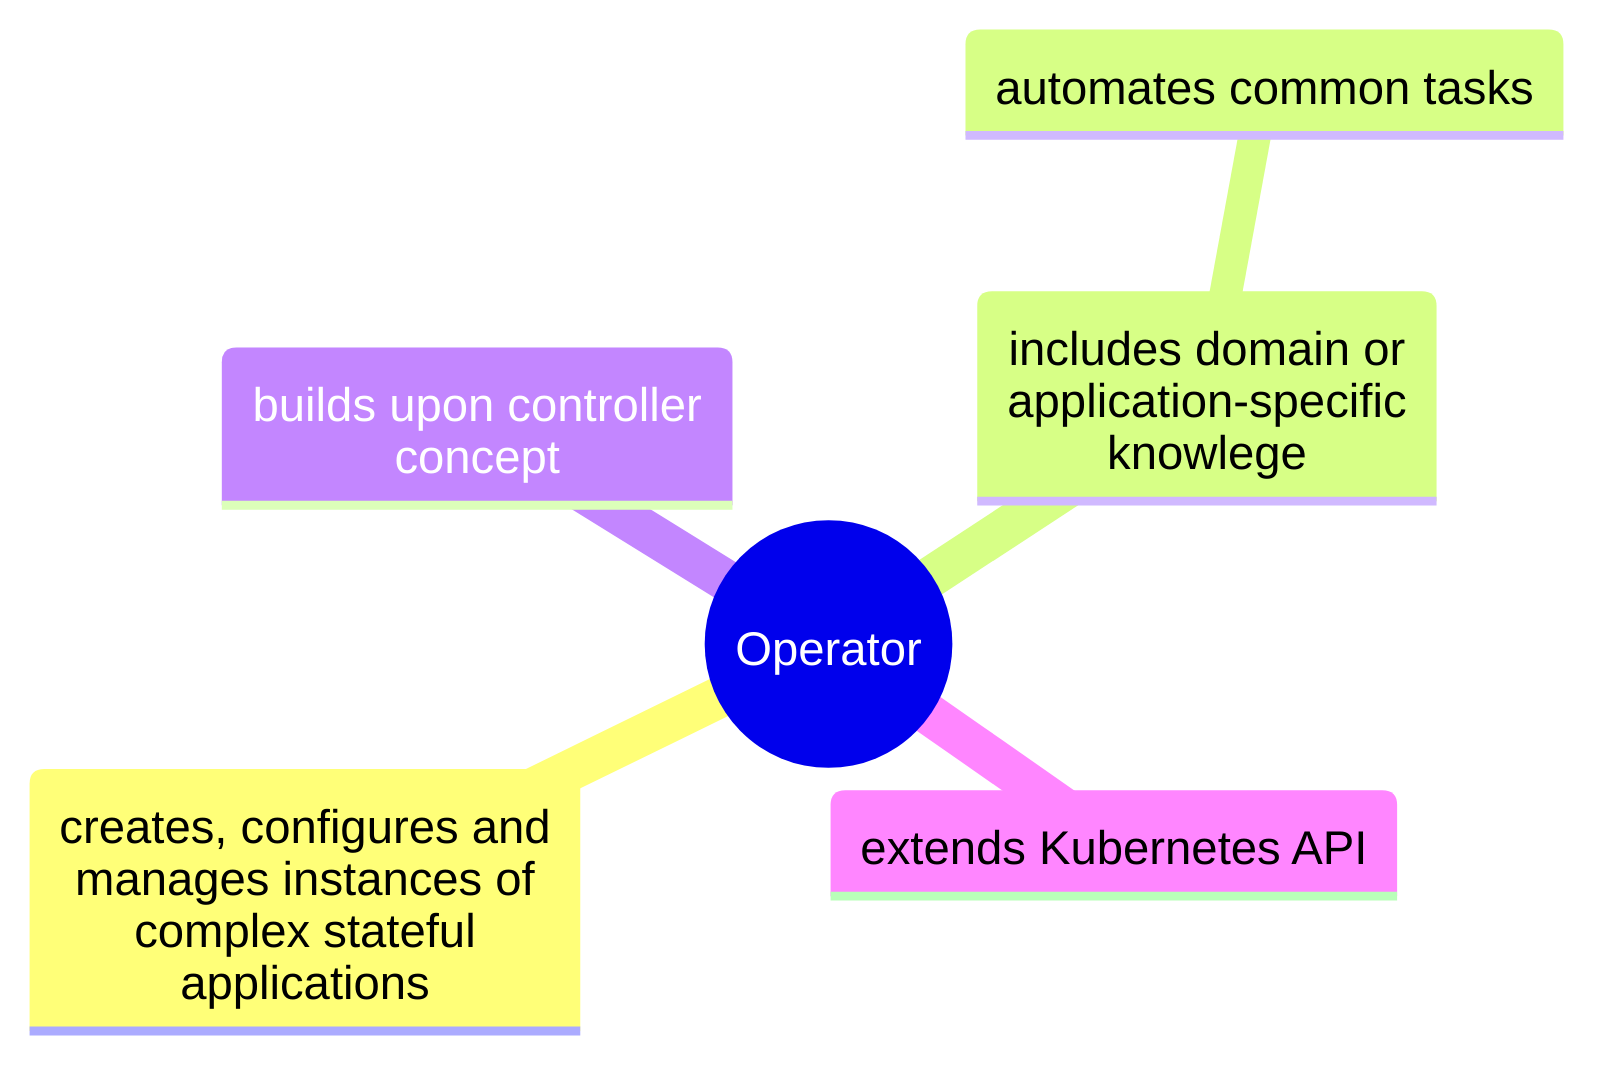 automates common tasks
includes domain or
application-specific
knowlege
builds upon controller
concept
Operator
creates, configures and
manages instances of
complex stateful
applications
extends Kubernetes API